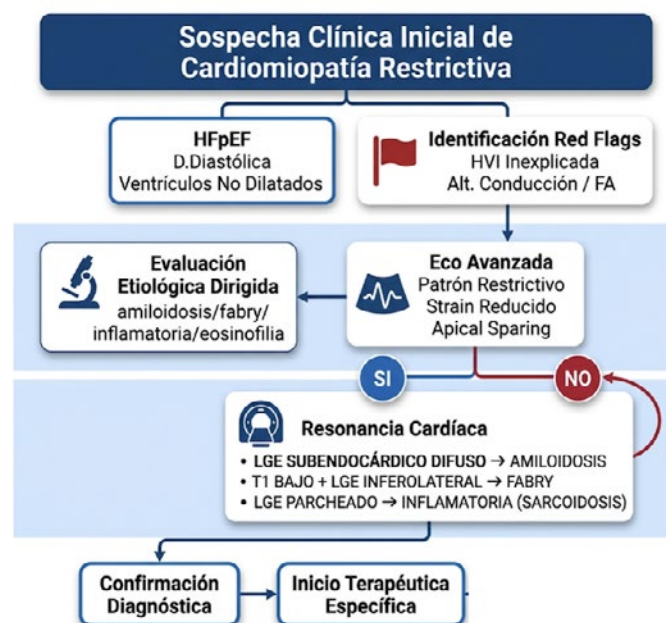 Sospecha Clínica Inicial de
Cardiomiopatía Restrictiva
HFpEF
D.Diastólica
Ventrículos No Dilatados
Identificación Red Flags
HVI Inexplicada
Alt. Conducción / FA
Evaluación
Etiológica Dirigida
amiloidosis/fabry/
inflamatoria/eosinofilia
Eco Avanzada
Patrón Restrictivo
Strain Reducido
Apical Sparing
SI
NO
Resonancia Cardíaca
• LGE SUBENDOCÁRDICO DIFUSO → AMILOIDOSIS
• T1 BAJO + LGE INFEROLATERAL → FABRY
• LGE PARCHEADO → INFLAMATORIA (SARCOIDOSIS)
Confirmación
Diagnóstica
Inicio Terapéutica
Específica